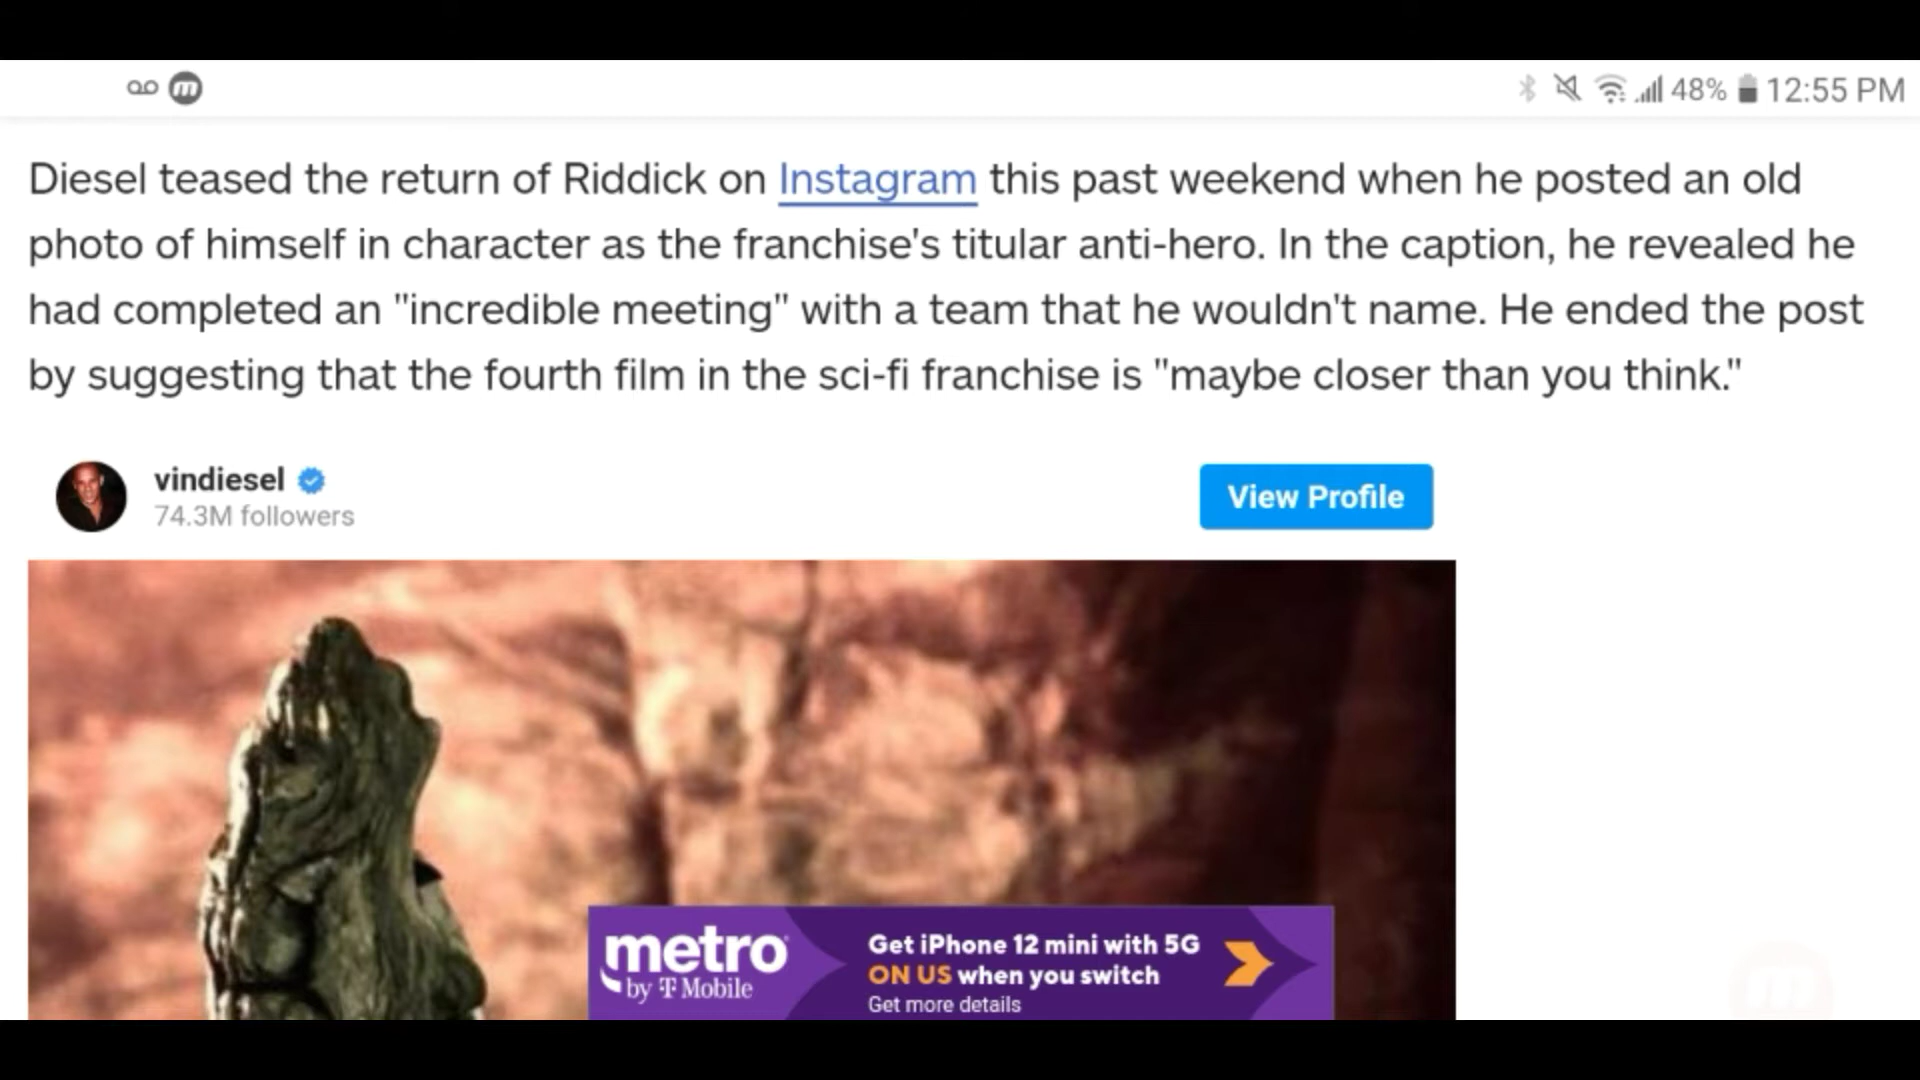 48% 12:55 PM
Diesel teased the return of Riddick on Instagram this past weekend when he posted an old
photo of himself in character as the franchise's titular anti-hero. In the caption, he revealed he
had completed an "incredible meeting" with a team that he wouldn't name. He ended the post
by suggesting that the fourth film in the sci-fi franchise is "maybe closer than you think."
vindiesel
74.3M followers
View Profile
metro
by T Mobile
Get iPhone 12 mini with 5G
ON US when you switch
Get more details